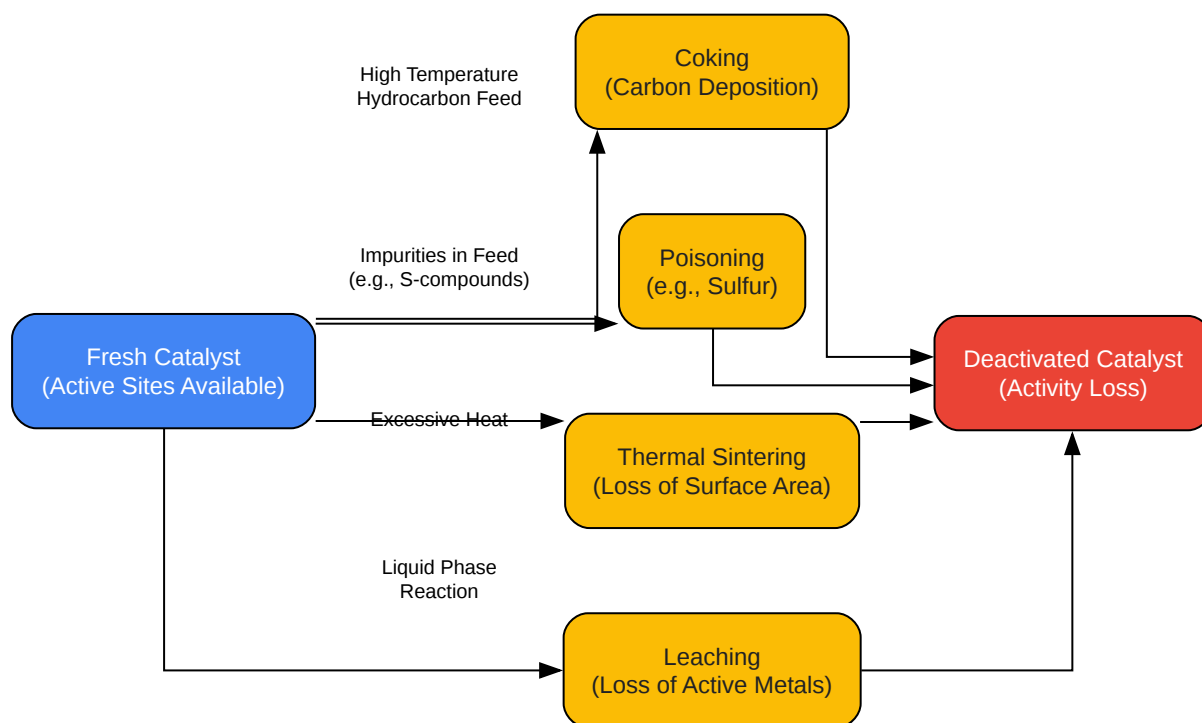 High Temperature
Hydrocarbon Feed
Coking
(Carbon Deposition)
Impurities in Feed
(e.g., S-compounds)
Poisoning
(e.g., Sulfur)
Fresh Catalyst
(Active Sites Available)
Deactivated Catalyst
(Activity Loss)
Excessive Heat
Thermal Sintering
(Loss of Surface Area)
Liquid Phase
Reaction
Leaching
(Loss of Active Metals)